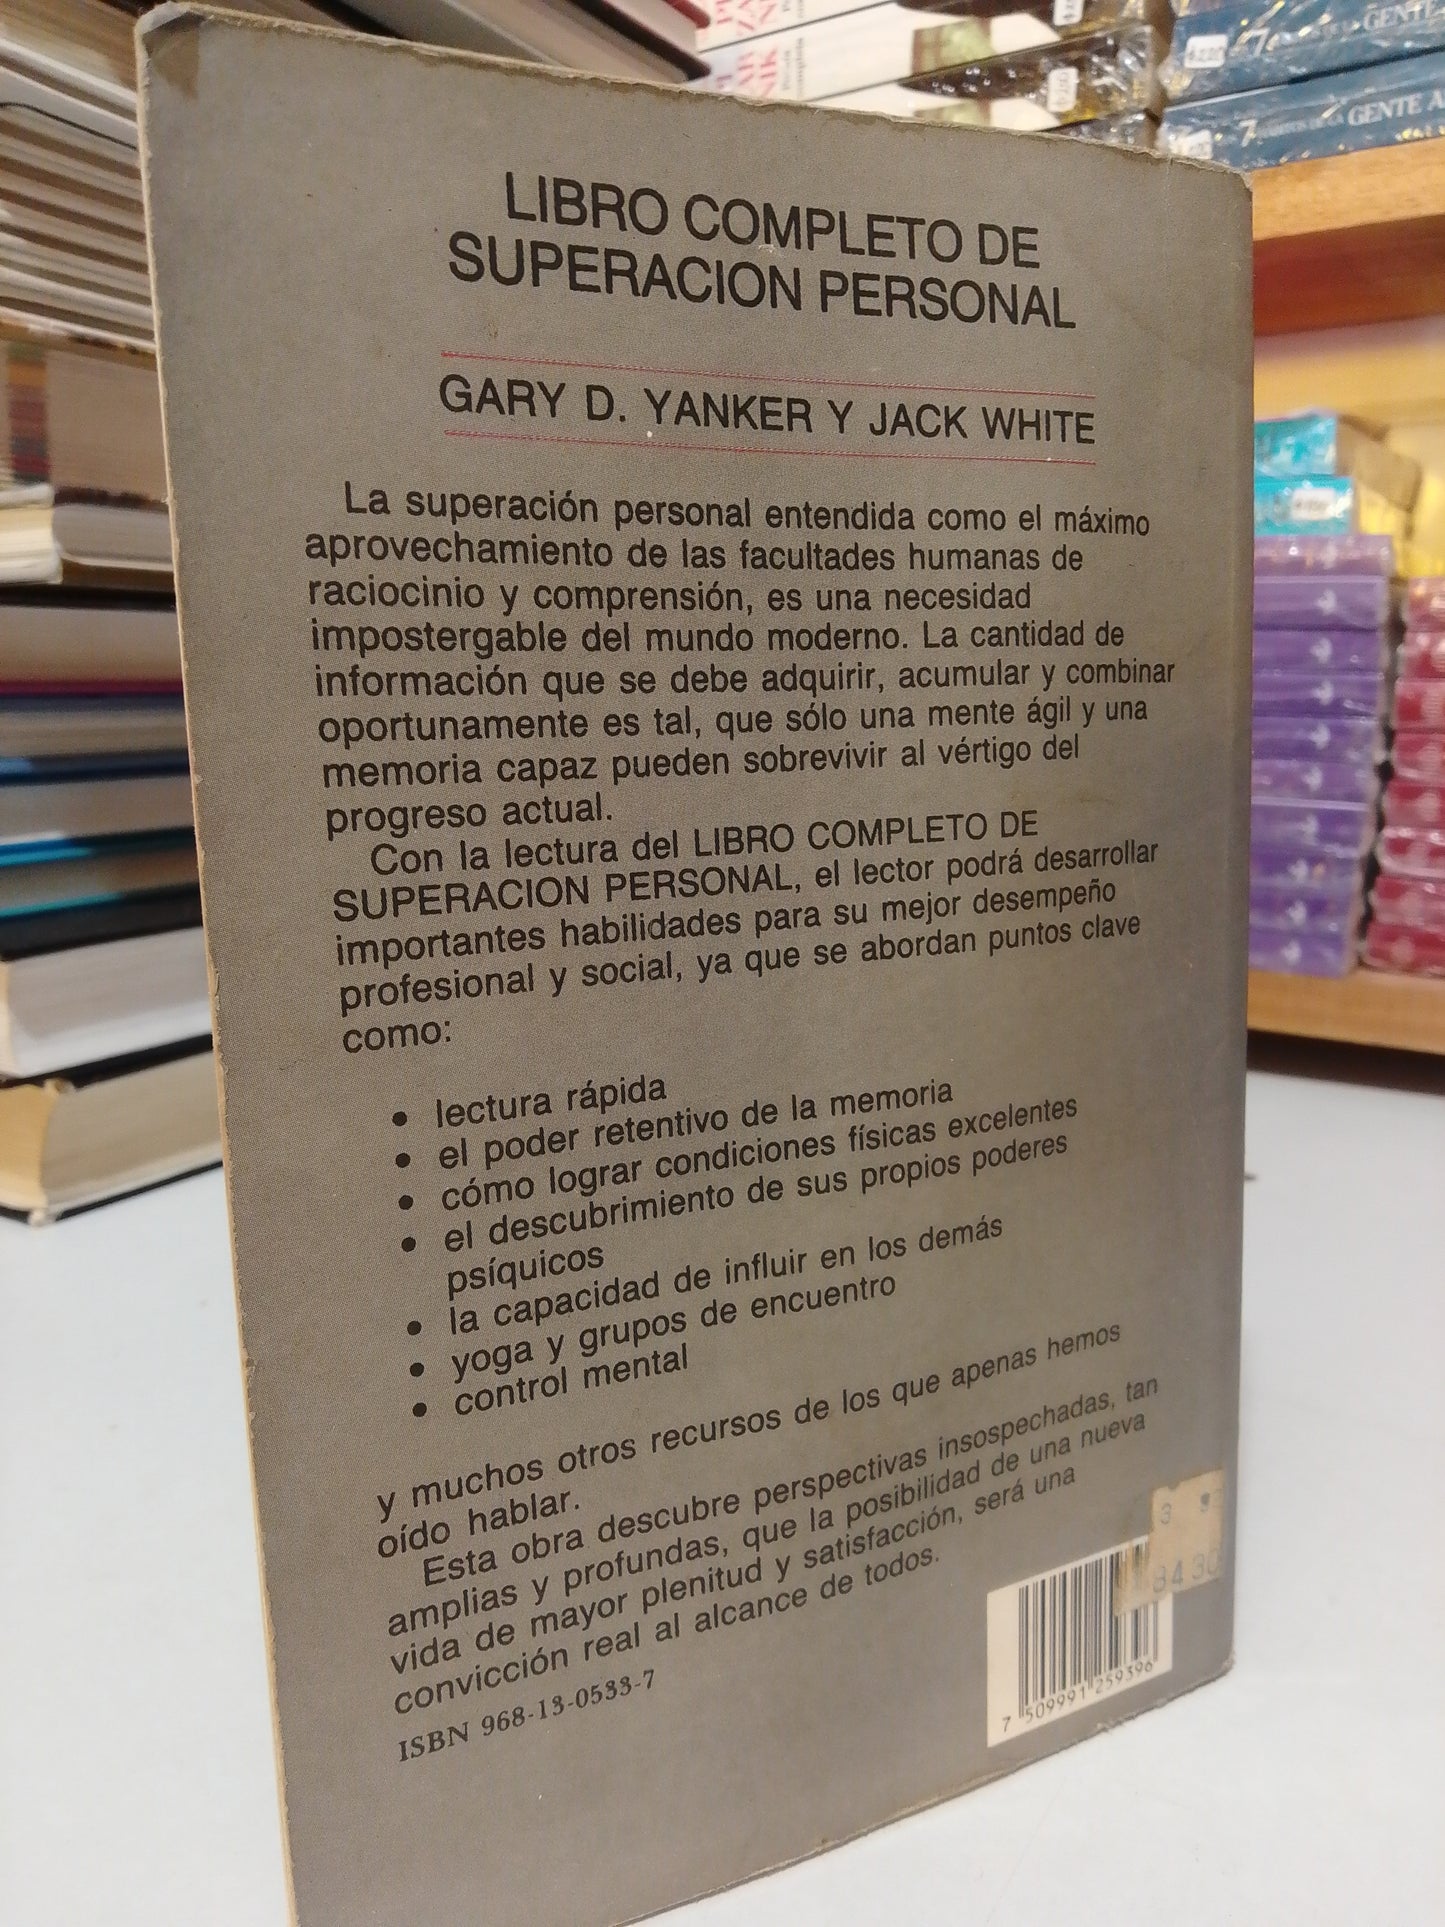 LIBRO COMPLETO DE
SUPERACION PERSONAL
GARY D. YANKER Y JACK WHITE
La superación personal entendida como el máximo
aprovechamiento de las facultades humanas de
raciocinio y comprensión, es una necesidad
impostergable del mundo moderno. La cantidad de
información que se debe adquirir, acumular y combinar
oportunamente es tal, que sólo una mente ágil y una
memoria capaz pueden sobrevivir al vértigo del
progreso actual.
Con la lectura del LIBRO COMPLETO DE
SUPERACION PERSONAL, el lector podrá desarrollar
importantes habilidades para su mejor desempeño
profesional y social, ya que se abordan puntos clave
como:
• lectura rápida
• el poder retentivo de la memoria
• cómo lograr condiciones físicas excelentes
• el descubrimiento de sus propios poderes
psíquicos
• la capacidad de influir en los demás
• yoga y grupos de encuentro
• control mental
y muchos otros recursos de los que apenas hemos
oído hablar.
Esta obra descubre perspectivas insospechadas, tan
amplias y profundas, que la posibilidad de una nueva
vida de mayor plenitud y satisfacción, será una
convicción real al alcance de todos.
ISBN 968-13-0533-7
7 509991 259396
GENTE A